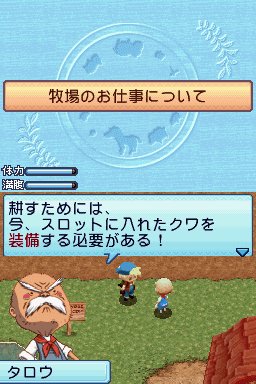 牧場のお仕事について
体力
満腹
耕すためには、
今、スロットに入れたクワを
装備する必要がある！
タロウ